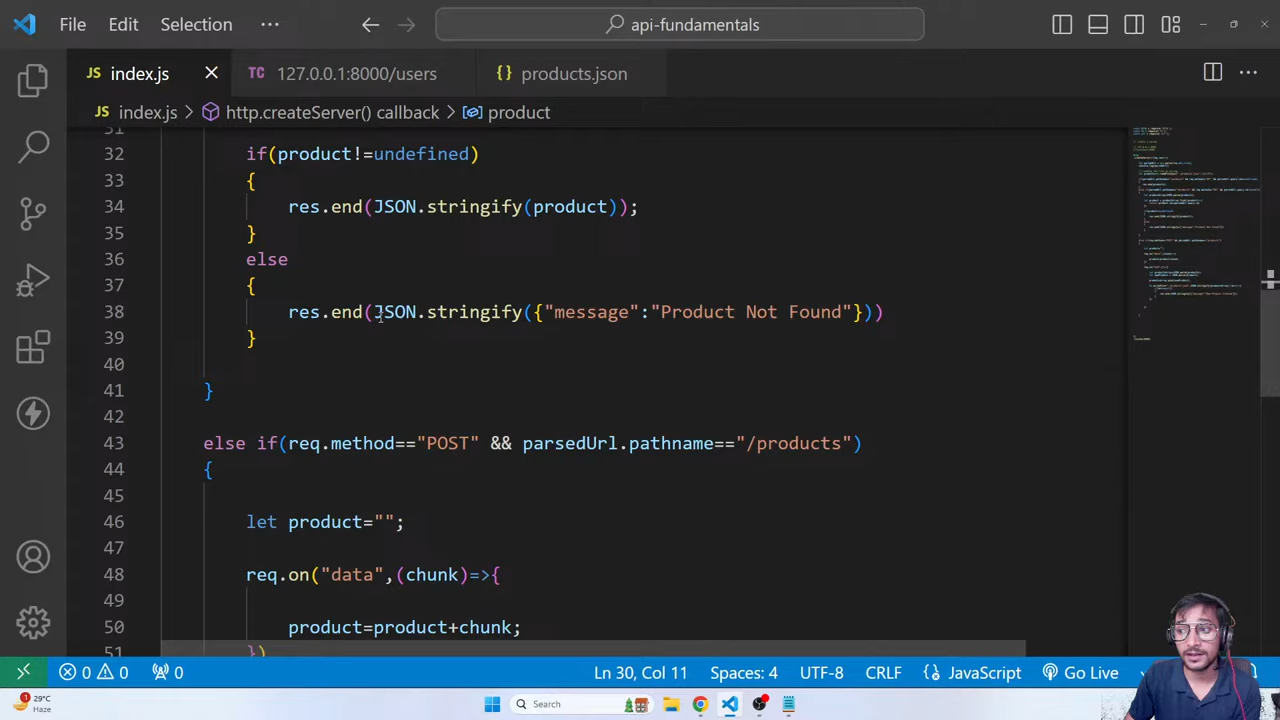 File Edit Selection ··· api-fundamentals
JS index.js TC 127.0.0.1:8000/users {} products.json
JS index.js > http.createServer() callback > product
31
32 if(product!=undefined)
33 {
34 res.end(JSON.stringify(product));
35 }
36 else
37 {
38 res.end(JSON.stringify({"message":"Product Not Found"}))
39 }
40
41 }
42
43 else if(req.method=="POST" && parsedUrl.pathname=="/products")
44 {
45
46 let product="";
47
48 req.on("data",(chunk)=>{
49
50 product=product+chunk;
51 })
0 0 0 Ln 30, Col 11 Spaces: 4 UTF-8 CRLF {} JavaScript Go Live
29°C
Haze
Search